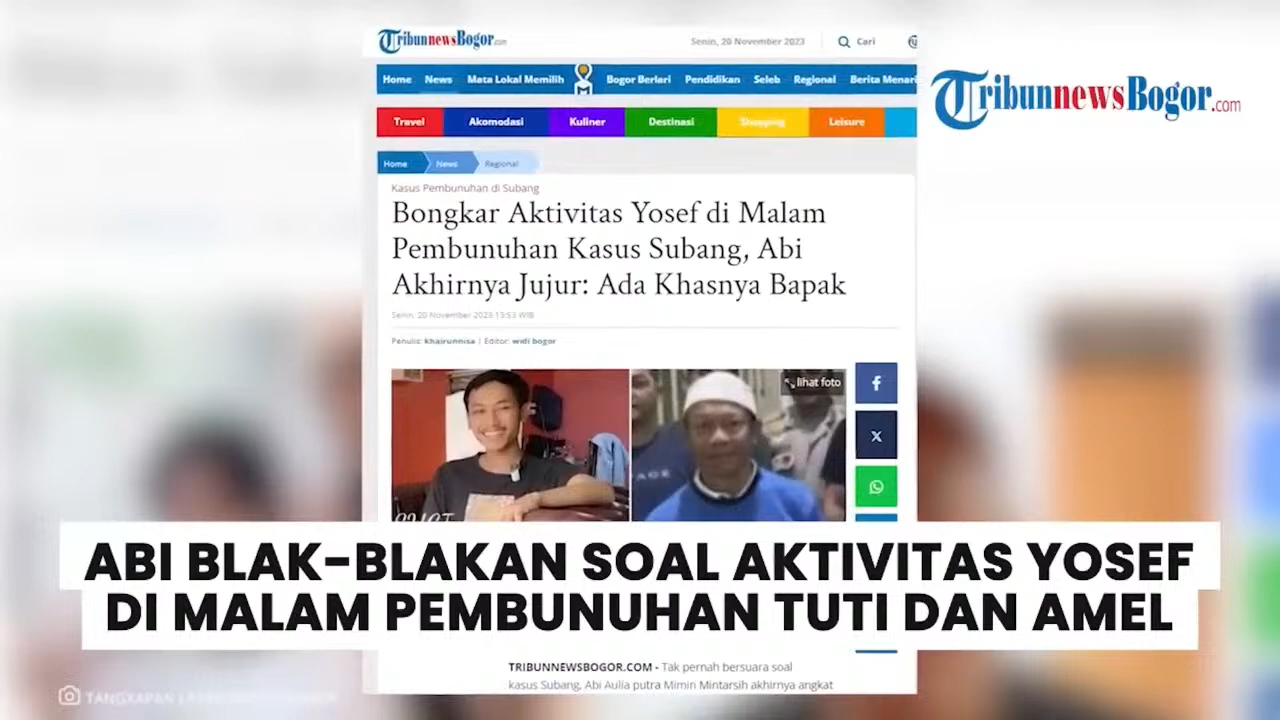 TribunnewsBogor.com
Senin, 20 November 2023
Cari
Home News Mata Lokal Memilih Bogor Berlari Pendidikan Seleb Regional Berita Menari
TribunnewsBogor.com
Travel Akomodasi Kuliner Destinasi Shopping Leisure
Home News Regional
Kasus Pembunuhan di Subang
Bongkar Aktivitas Yosef di Malam
Pembunuhan Kasus Subang, Abi
Akhirnya Jujur: Ada Khasnya Bapak
Senin, 20 November 2023 13:53 WIB
Penulis: khairunnisa | Editor: widi bogor
lihat foto
ABI BLAK-BLAKAN SOAL AKTIVITAS YOSEF
DI MALAM PEMBUNUHAN TUTI DAN AMEL
TRIBUNNEWSBOGOR.COM - Tak pernah bersuara soal
kasus Subang, Abi Aulia putra Mimin Mintarsih akhirnya angkat
TANGKAPAN